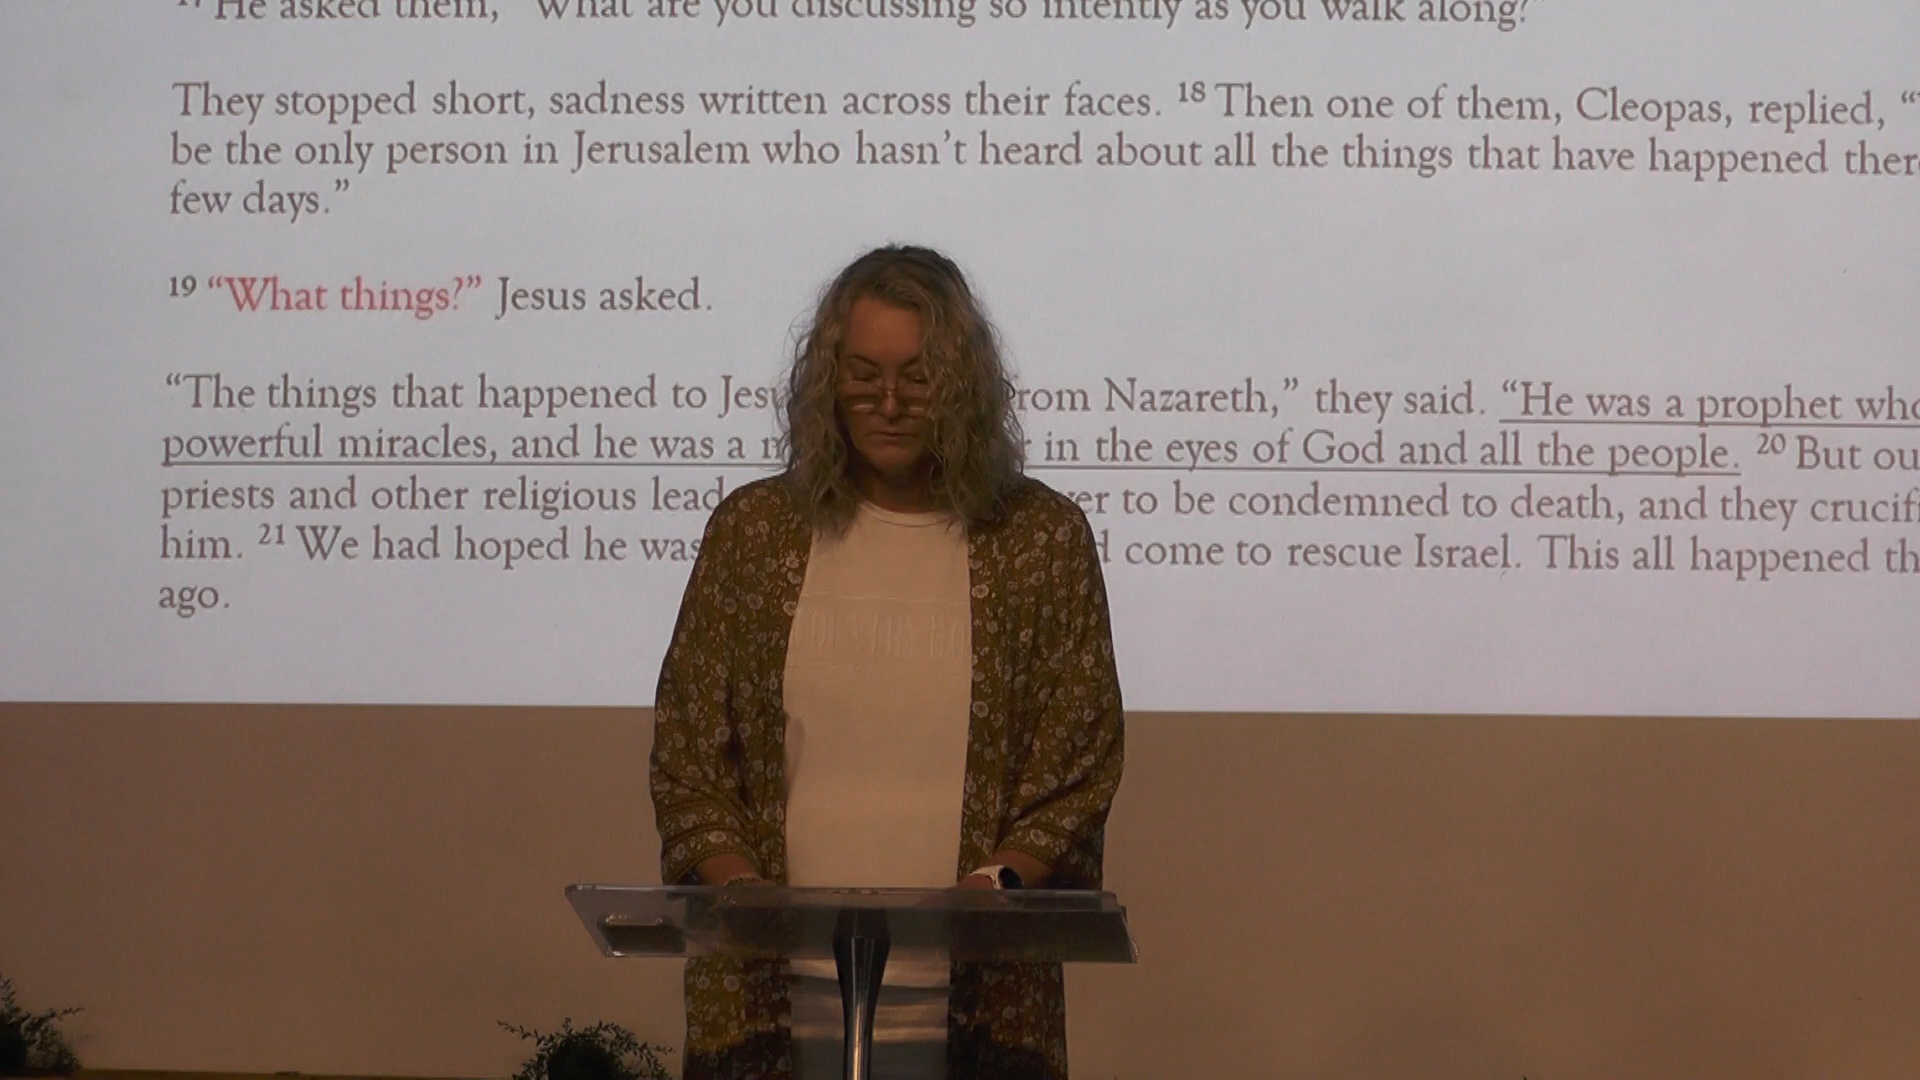 17 He asked them, "What are you discussing so intently as you walk along?"
They stopped short, sadness written across their faces. 18 Then one of them, Cleopas, replied, "
be the only person in Jerusalem who hasn't heard about all the things that have happened
few days."
19 "What things?" Jesus asked.
"The things that happened to from Nazareth," they said. "He was a prophet
powerful miracles, and he was a in the eyes of God and all the people. 20 But
priests and other religious to be condemned to death, and they
him. 21 We had hoped he was come to rescue Israel. This all happened
ago.